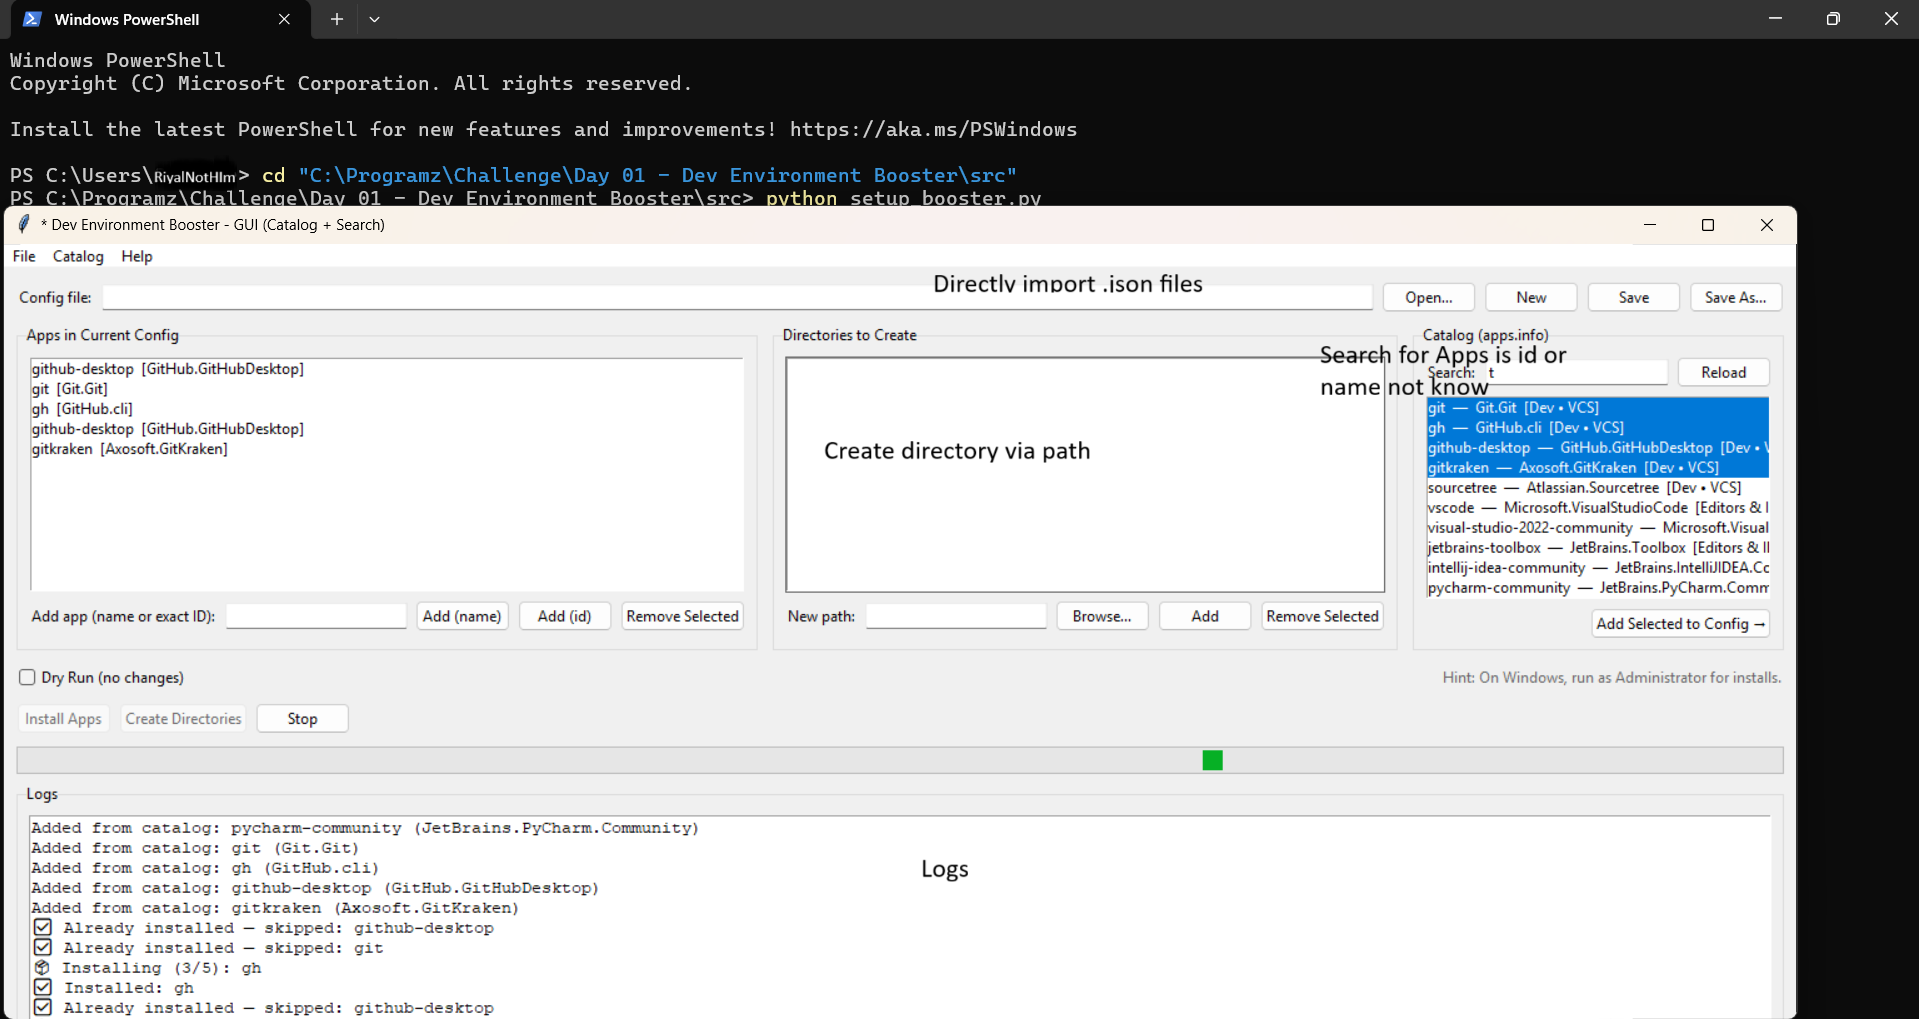 Windows PowerShell
Windows PowerShell
Copyright (C) Microsoft Corporation. All rights reserved.
Install the latest PowerShell for new features and improvements! https://aka.ms/PSWindows
PS C:\Users\RiyalNotHIm> cd "C:\Programz\Challenge\Day 01 – Dev Environment Booster\src"
PS C:\Programz\Challenge\Day 01 – Dev Environment Booster\src> python setup_booster.py
* Dev Environment Booster - GUI (Catalog + Search)
File Catalog Help
Directly import .json files
Config file: Open... New Save Save As...
Apps in Current Config
github-desktop [GitHub.GitHubDesktop]
git [Git.Git]
gh [GitHub.cli]
github-desktop [GitHub.GitHubDesktop]
gitkraken [Axosoft.GitKraken]
Add app (name or exact ID): Add (name) Add (id) Remove Selected
Directories to Create
Create directory via path
New path: Browse... Add Remove Selected
Catalog (apps.info)
Search for Apps is id or
name not know
Search: t Reload
git — Git.Git [Dev • VCS]
gh — GitHub.cli [Dev • VCS]
github-desktop — GitHub.GitHubDesktop [Dev • V
gitkraken — Axosoft.GitKraken [Dev • VCS]
sourcetree — Atlassian.Sourcetree [Dev • VCS]
vscode — Microsoft.VisualStudioCode [Editors & I
visual-studio-2022-community — Microsoft.Visual
jetbrains-toolbox — JetBrains.Toolbox [Editors & II
intellij-idea-community — JetBrains.IntelliJIDEA.Cc
pycharm-community — JetBrains.PyCharm.Comm
Add Selected to Config →
Dry Run (no changes)
Hint: On Windows, run as Administrator for installs.
Install Apps Create Directories Stop
Logs
Added from catalog: pycharm-community (JetBrains.PyCharm.Community)
Added from catalog: git (Git.Git)
Added from catalog: gh (GitHub.cli)
Added from catalog: github-desktop (GitHub.GitHubDesktop)
Added from catalog: gitkraken (Axosoft.GitKraken)
Already installed — skipped: github-desktop
Already installed — skipped: git
Installing (3/5): gh
Installed: gh
Already installed — skipped: github-desktop
Logs